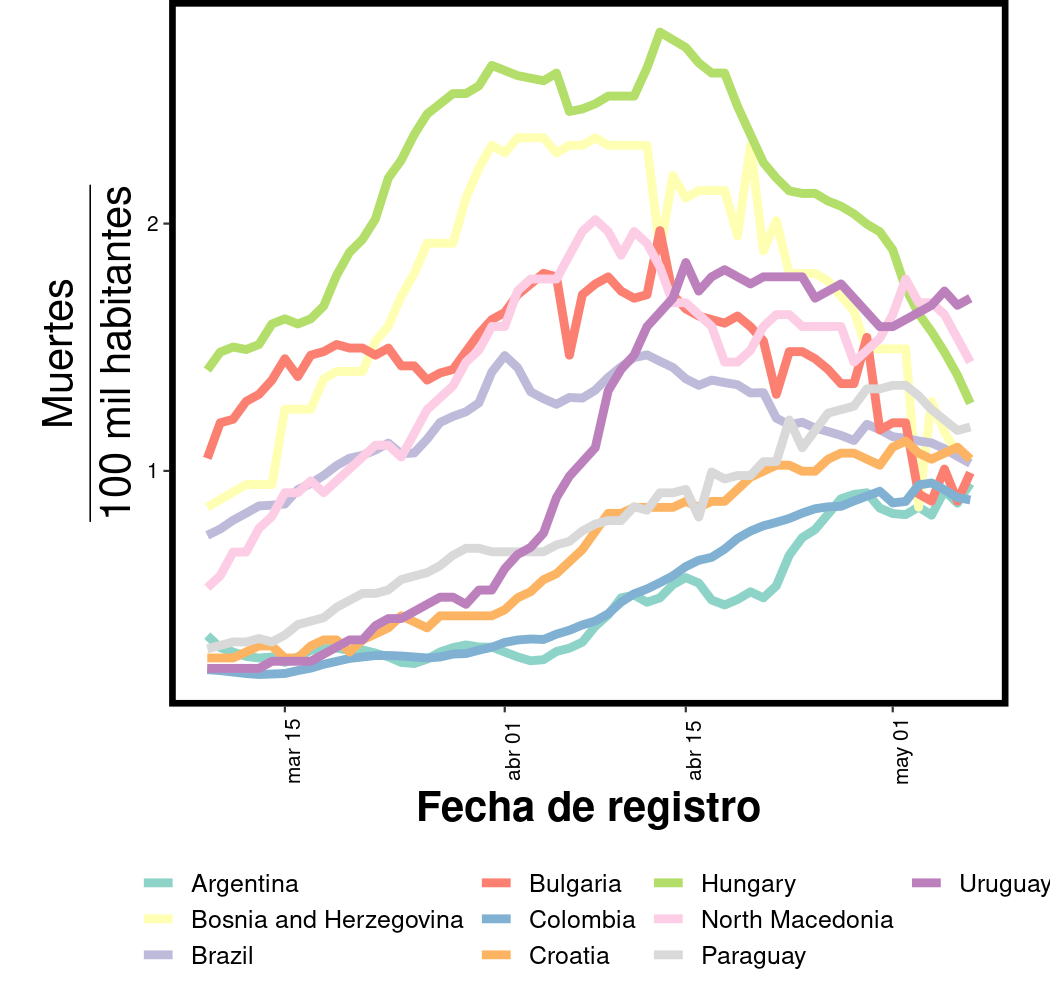 Muertes
100 mil habitantes
2
1
mar 15
abr 01
abr 15
may 01
Fecha de registro
Argentina
Bosnia and Herzegovina
Brazil
Bulgaria
Colombia
Croatia
Hungary
North Macedonia
Paraguay
Uruguay